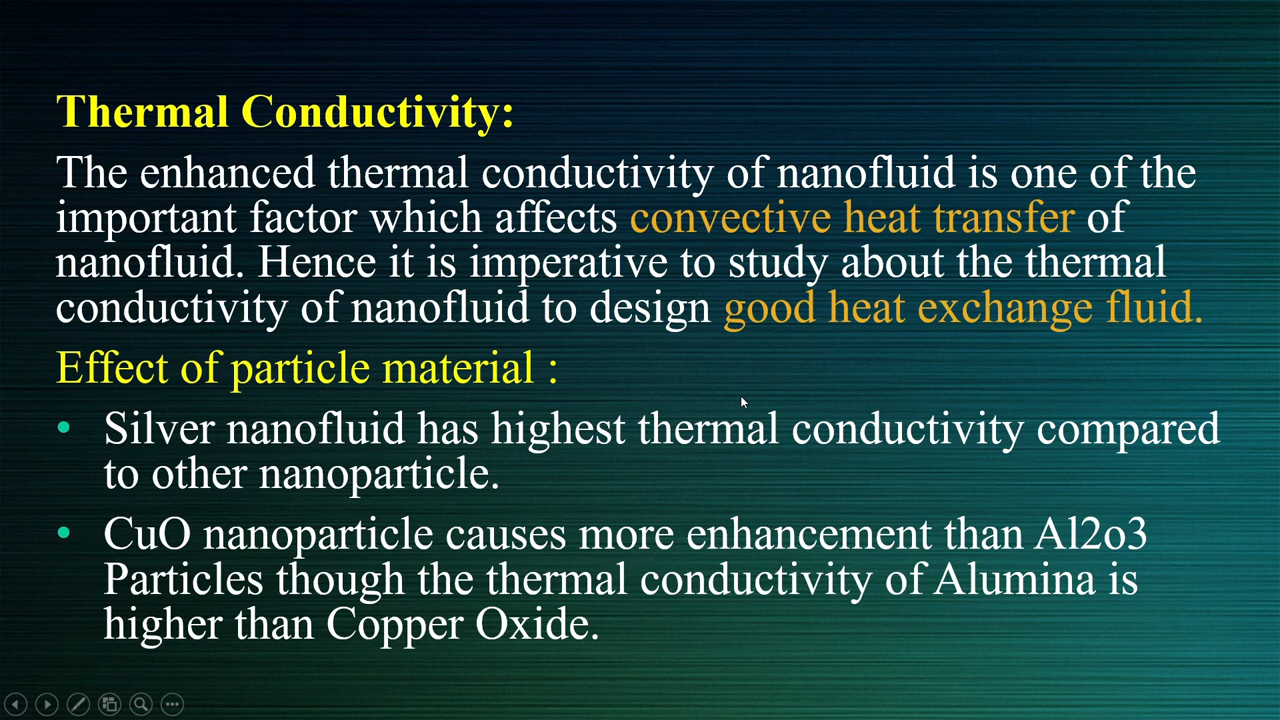 Thermal Conductivity:
The enhanced thermal conductivity of nanofluid is one of the
important factor which affects convective heat transfer of
nanofluid. Hence it is imperative to study about the thermal
conductivity of nanofluid to design good heat exchange fluid.
Effect of particle material :
• Silver nanofluid has highest thermal conductivity compared
to other nanoparticle.
• CuO nanoparticle causes more enhancement than Al2o3
Particles though the thermal conductivity of Alumina is
higher than Copper Oxide.